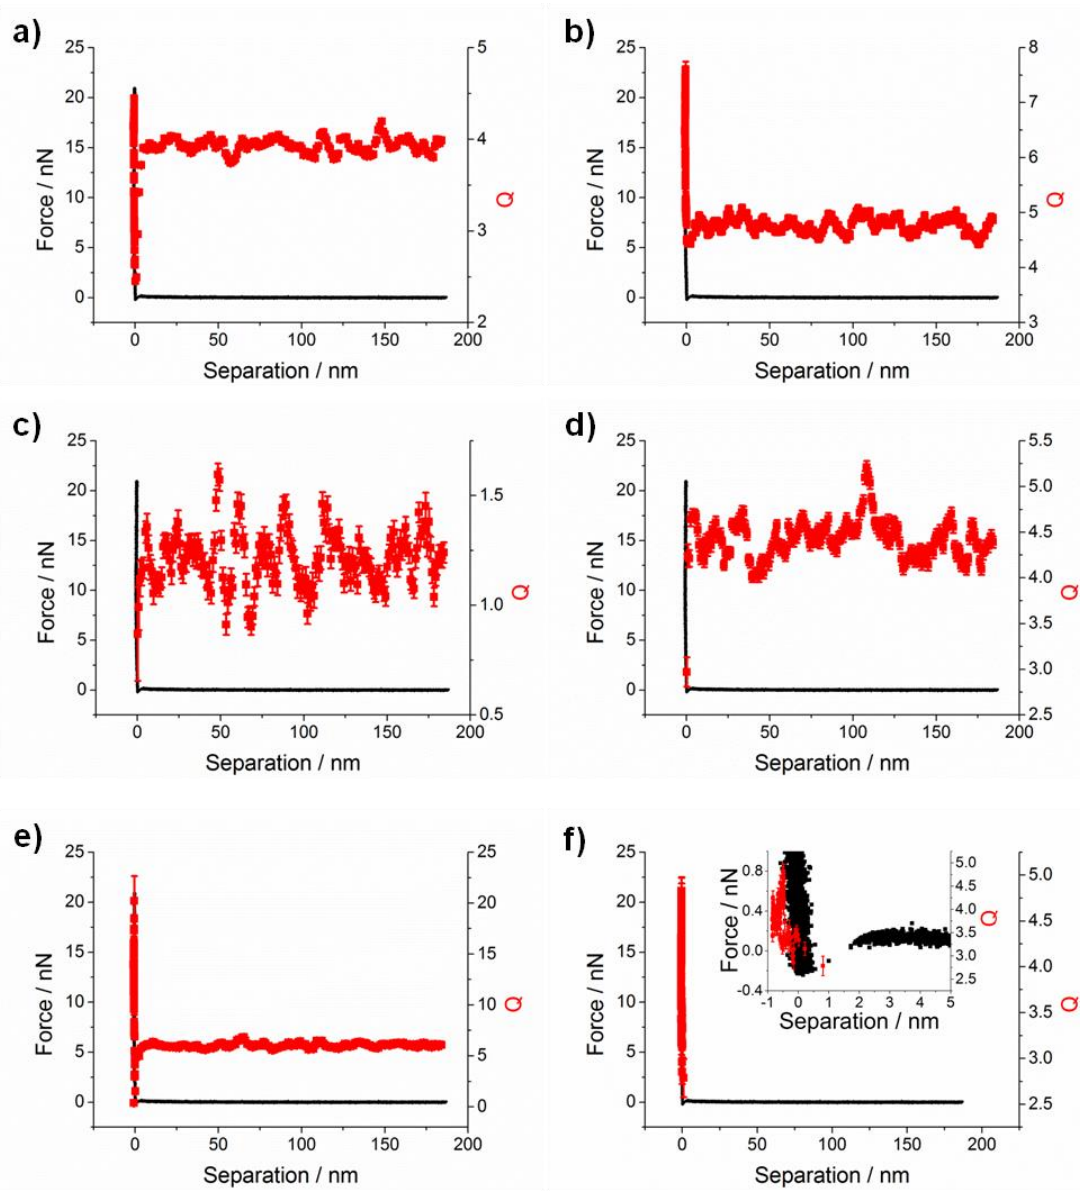 a)
25
20
15
10
5
0
Force / nN
5
4
3
2
Q
0 50 100 150 200
Separation / nm
b)
25
20
15
10
5
0
Force / nN
8
7
6
5
4
3
Q
0 50 100 150 200
Separation / nm
c)
25
20
15
10
5
0
Force / nN
1.5
1.0
0.5
Q
0 50 100 150 200
Separation / nm
d)
25
20
15
10
5
0
Force / nN
5.5
5.0
4.5
4.0
3.5
3.0
2.5
Q
0 50 100 150 200
Separation / nm
e)
25
20
15
10
5
0
Force / nN
25
20
15
10
5
0
Q
0 50 100 150 200
Separation / nm
f)
25
20
15
10
5
0
Force / nN
0.8
0.4
0.0
-0.4
Force / nN
5.0
4.5
4.0
3.5
3.0
2.5
Q
-1 0 1 2 3 4 5
Separation / nm
5.0
4.5
4.0
3.5
3.0
2.5
Q
0 50 100 150 200
Separation / nm